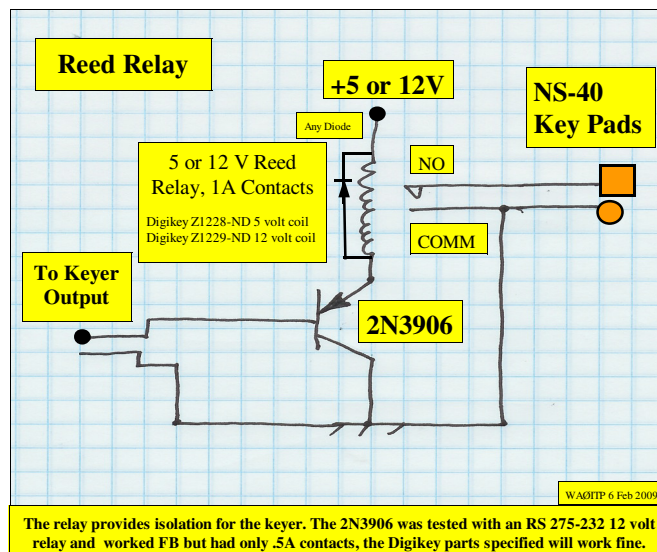 Reed Relay
+5 or 12V
Any Diode
NS-40
Key Pads
5 or 12 V Reed
Relay, 1A Contacts
Digikey Z1228-ND 5 volt coil
Digikey Z1229-ND 12 volt coil
NO
COMM
To Keyer
Output
2N3906
WAØITP 6 Feb 2009
The relay provides isolation for the keyer. The 2N3906 was tested with an RS 275-232 12 volt
relay and worked FB but had only .5A contacts, the Digikey parts specified will work fine.